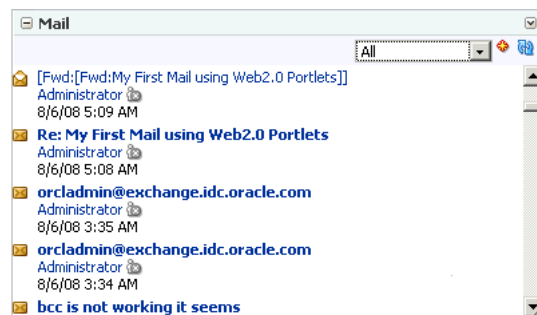 Mail
All
[Fwd:[Fwd:My First Mail using Web2.0 Portlets]]
Administrator
8/6/08 5:09 AM
Re: My First Mail using Web2.0 Portlets
Administrator
8/6/08 5:08 AM
orcladmin@exchange.idc.oracle.com
Administrator
8/6/08 3:35 AM
orcladmin@exchange.idc.oracle.com
Administrator
8/6/08 3:34 AM
bcc is not working it seems